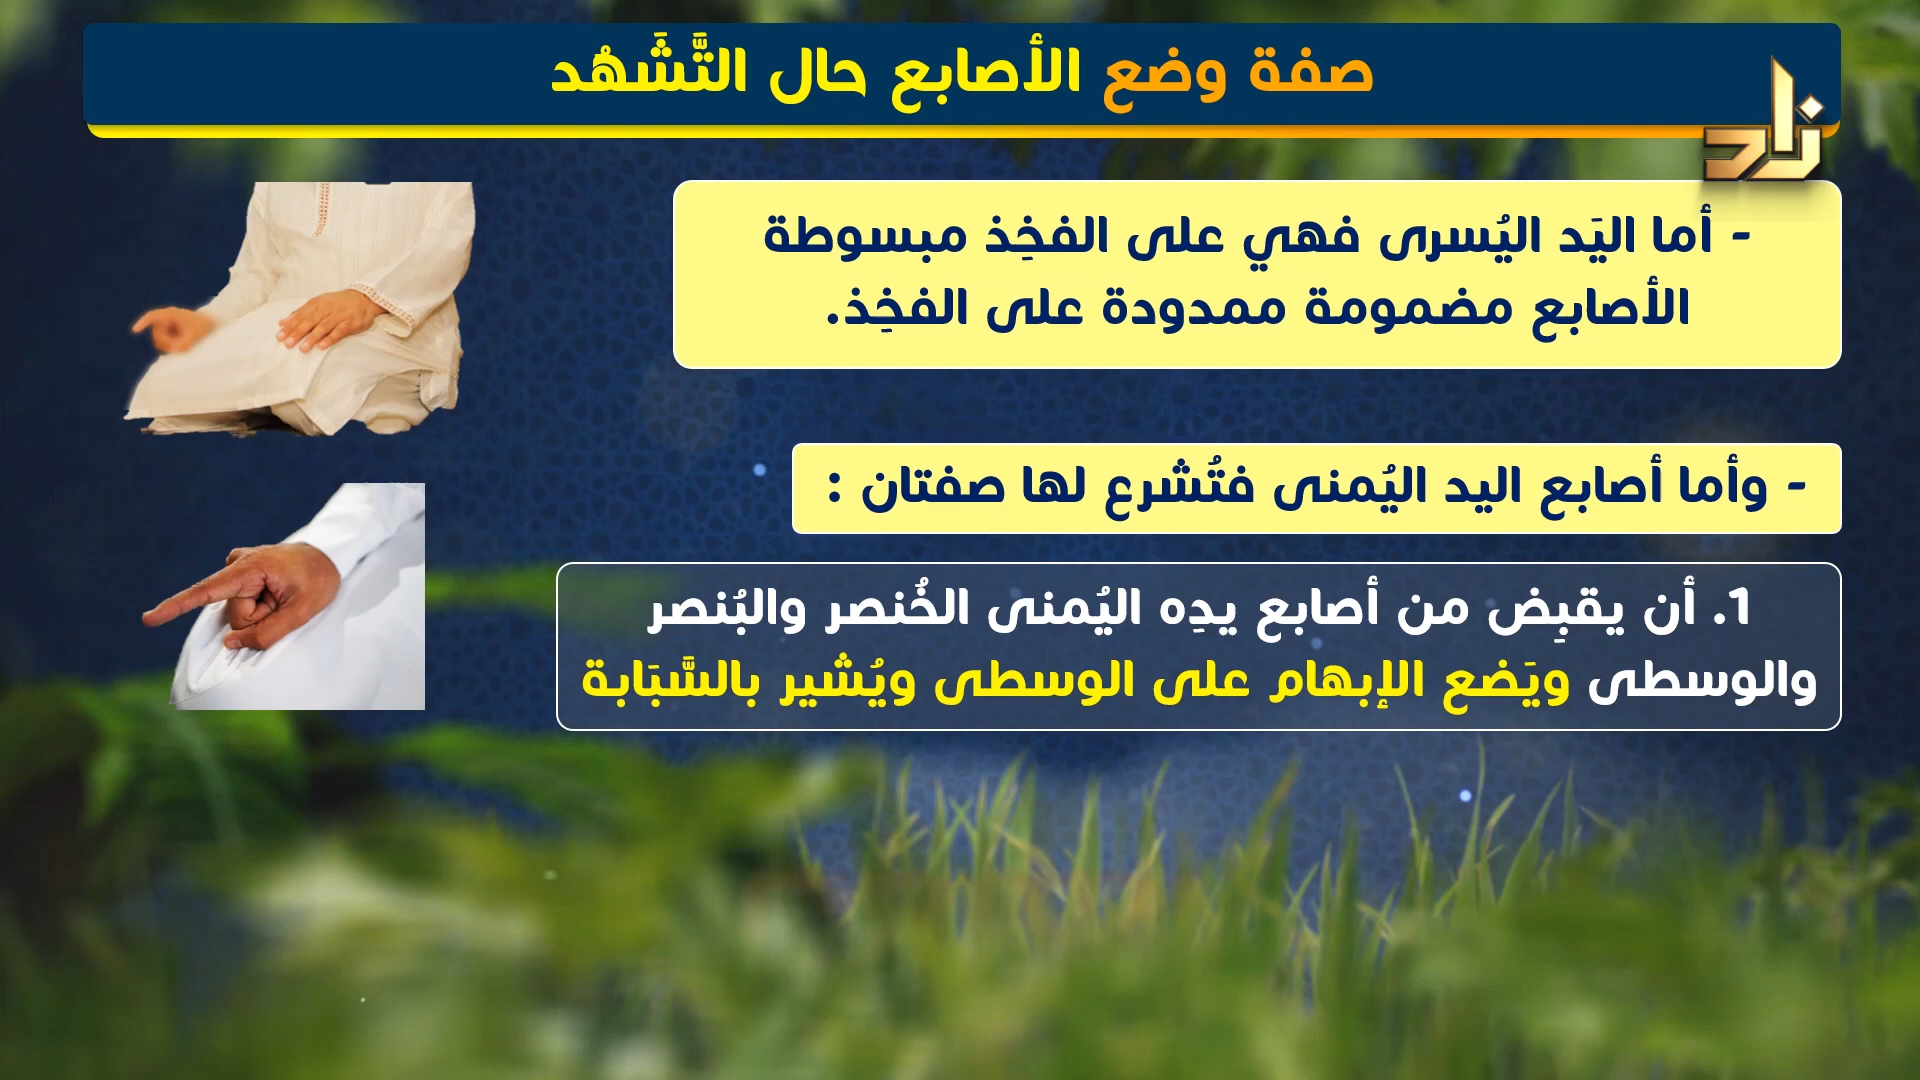 صفة وضع الأصابع حال التَّشَهُد
زاد
- أما اليَد اليُسرى فهي على الفخِذ مبسوطة
الأصابع مضمومة ممدودة على الفخِذ.
- وأما أصابع اليد اليُمنى فتُشرع لها صفتان :
1. أن يقبِض من أصابع يدِه اليُمنى الخُنصر والبُنصر
والوسطى ويَضع الإبهام على الوسطى ويُشير بالسَّبَابة